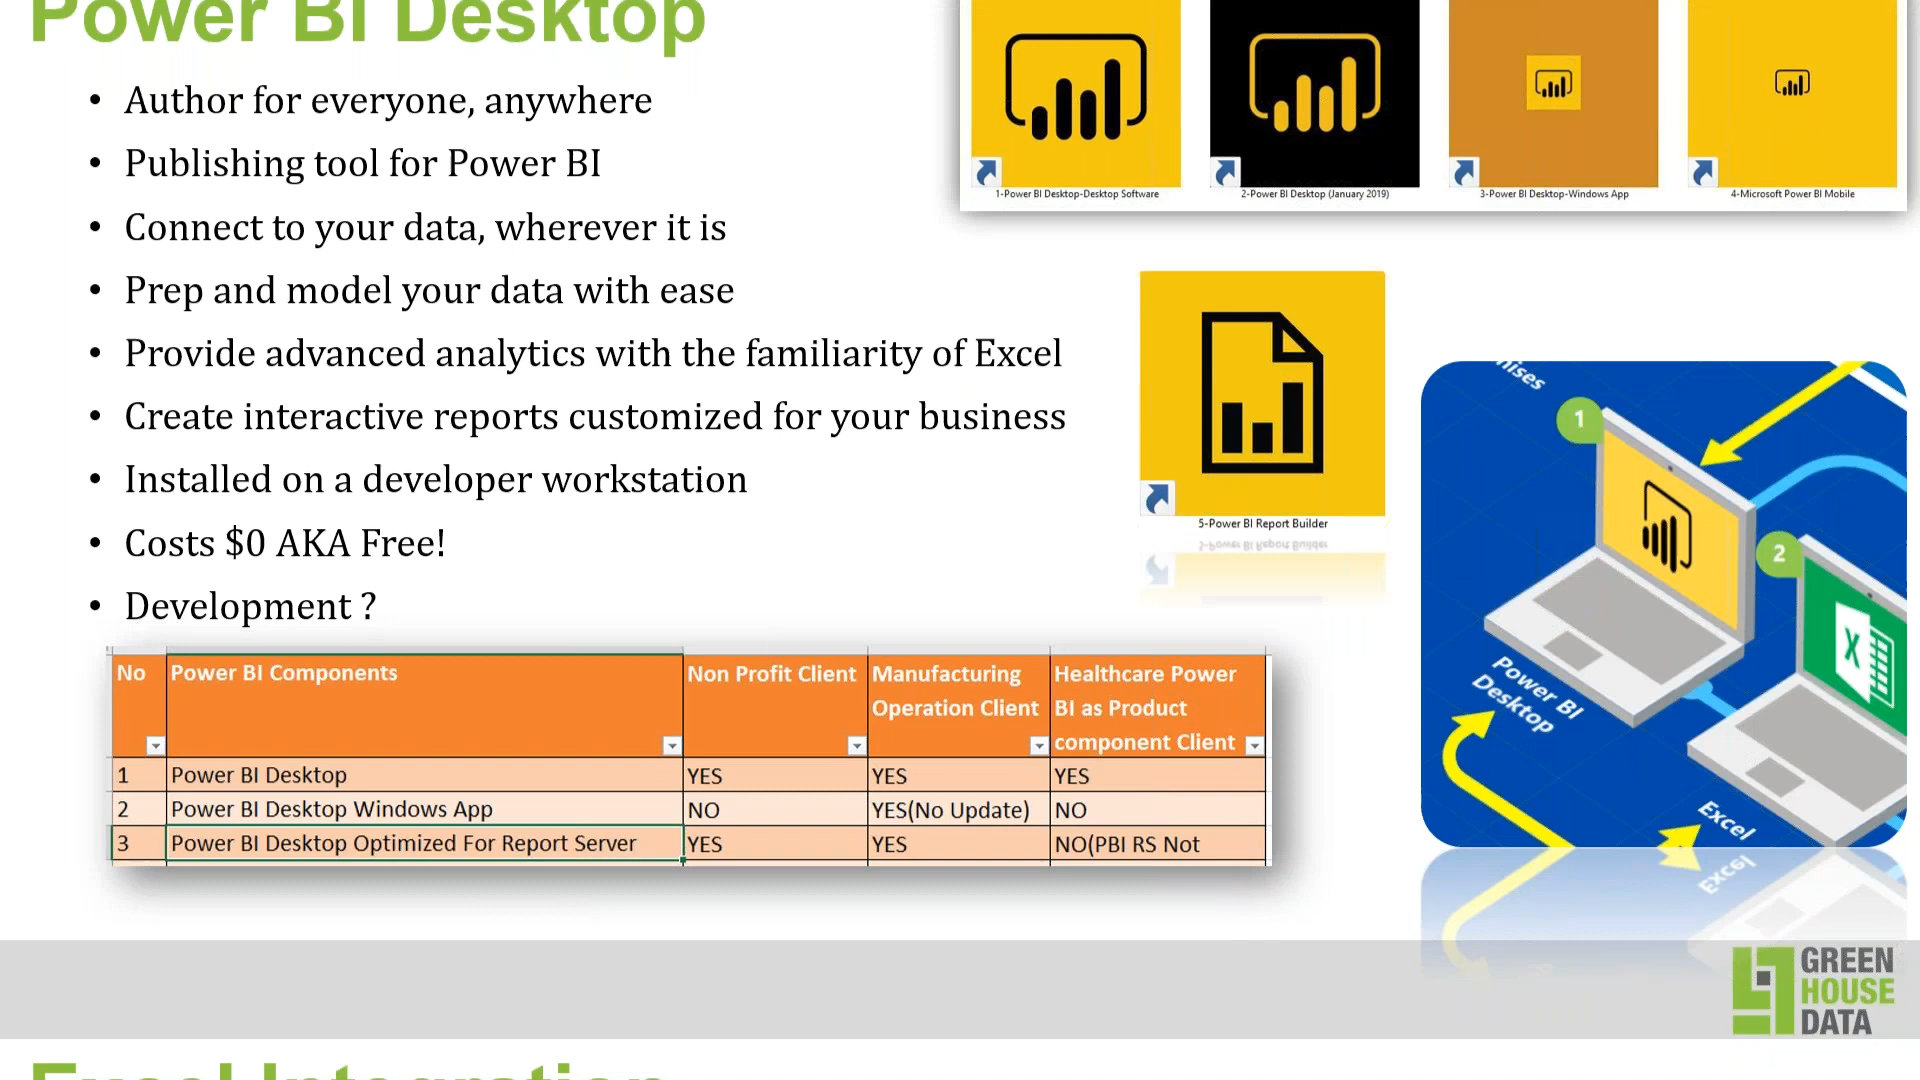 Power BI Desktop
• Author for everyone, anywhere
• Publishing tool for Power BI
• Connect to your data, wherever it is
• Prep and model your data with ease
• Provide advanced analytics with the familiarity of Excel
• Create interactive reports customized for your business
• Installed on a developer workstation
• Costs $0 AKA Free!
• Development ?
1-Power BI Desktop-Desktop Software
2-Power BI Desktop (January 2019)
3-Power BI Desktop-Windows App
4-Microsoft Power BI Mobile
5-Power BI Report Builder
1
2
Power BI
Desktop
X
Excel
No Power BI Components Non Profit Client Manufacturing Operation Client Healthcare Power BI as Product component Client
1 Power BI Desktop YES YES YES
2 Power BI Desktop Windows App NO YES(No Update) NO
3 Power BI Desktop Optimized For Report Server YES YES NO(PBI RS Not
GREEN
HOUSE
DATA
Excel Integration